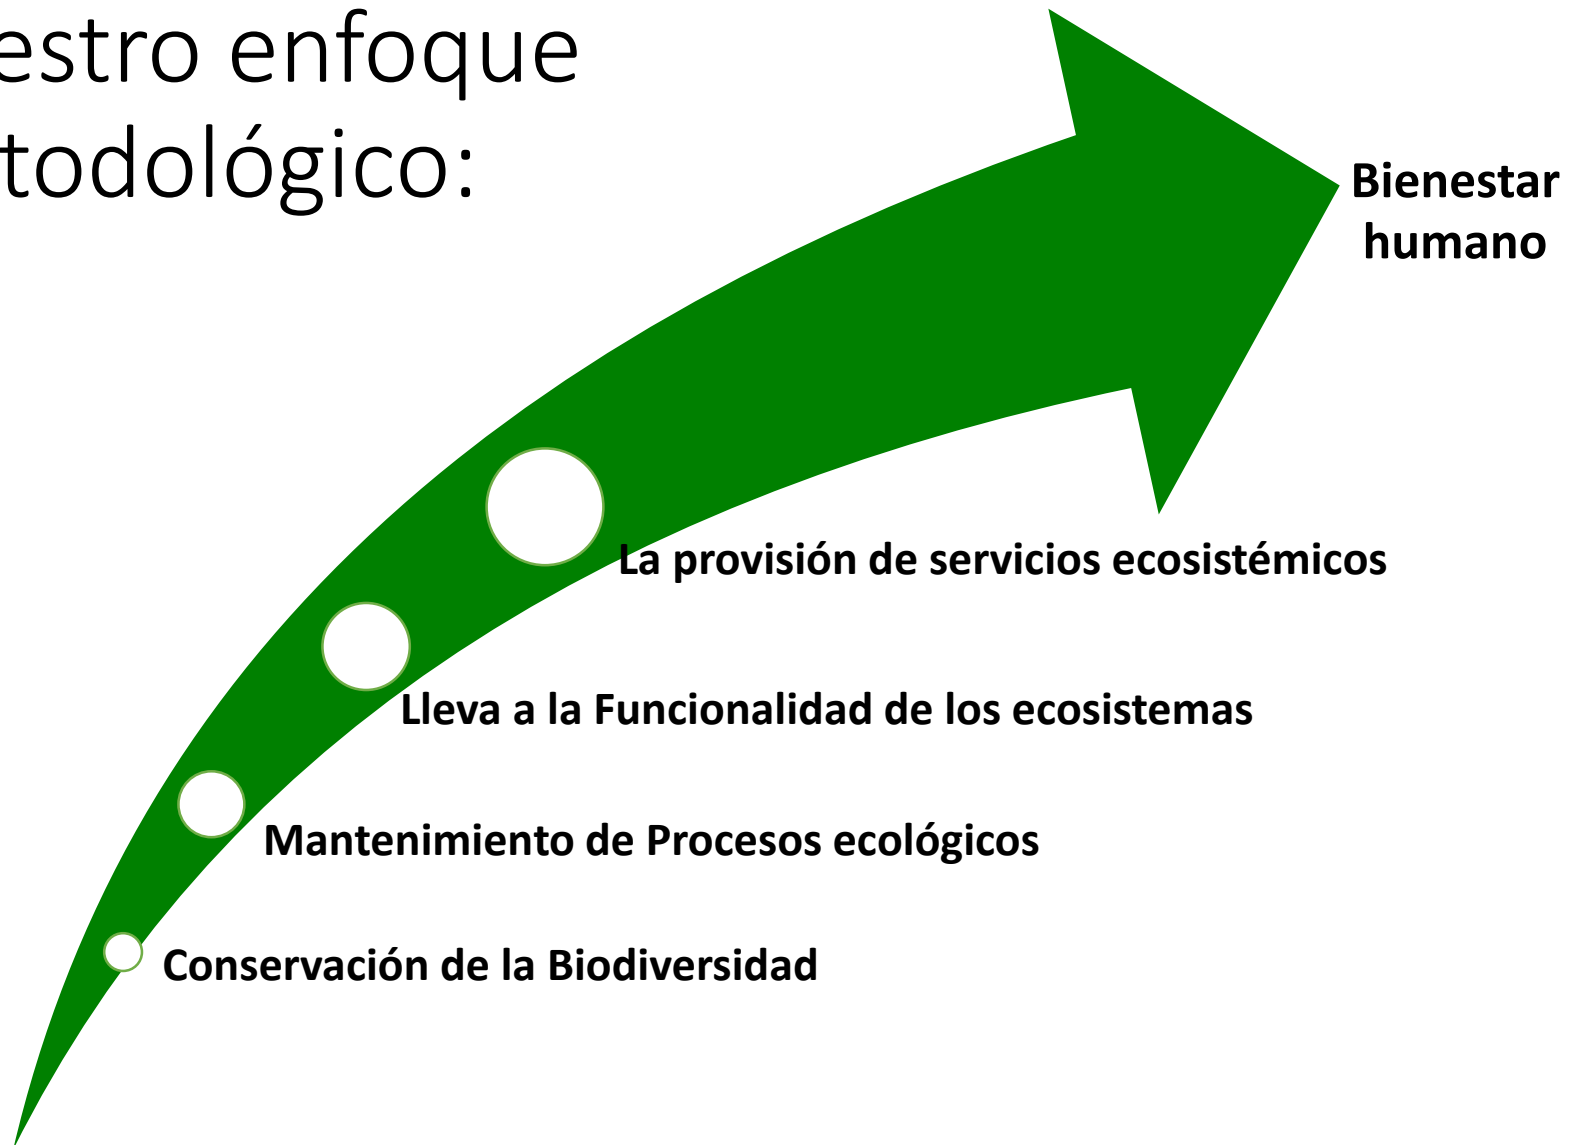 estro enfoque
todológico:
Bienestar
humano
La provisión de servicios ecosistémicos
Lleva a la Funcionalidad de los ecosistemas
Mantenimiento de Procesos ecológicos
Conservación de la Biodiversidad